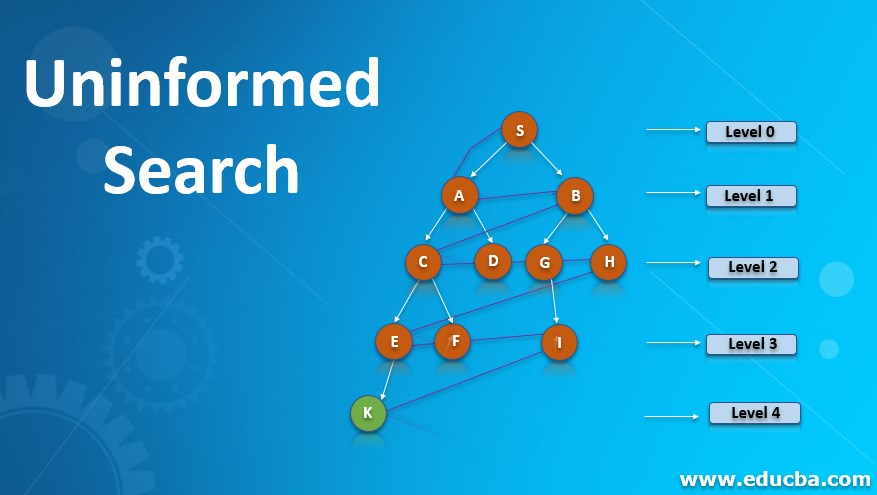 Uninformed
Search
S
Level 0
A
B
Level 1
C
D
G
H
Level 2
E
F
I
Level 3
K
Level 4
www.educba.com